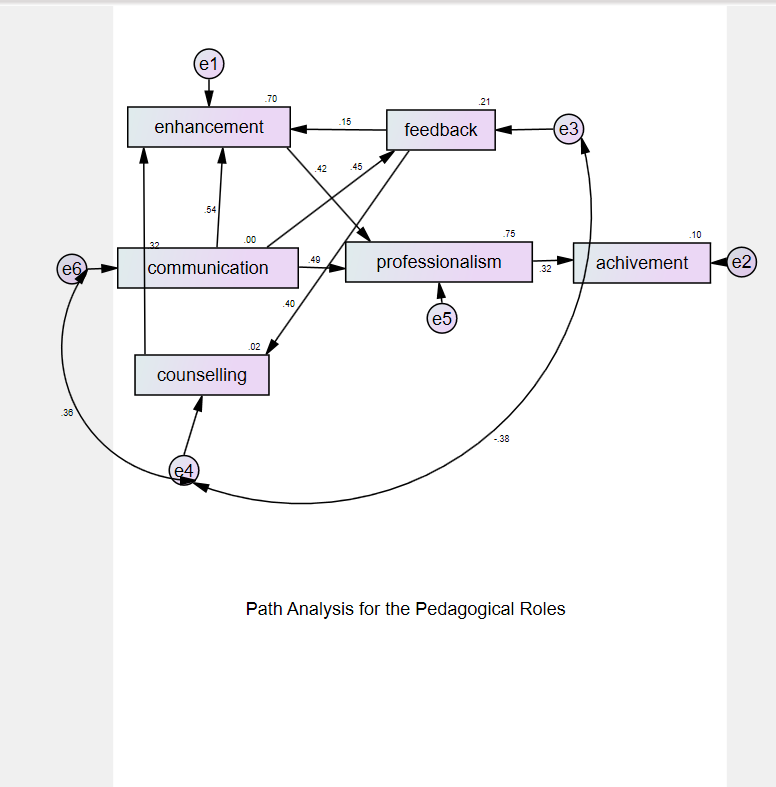 e1
.70
.21
enhancement
.15
feedback
e3
.42
.45
.54
.32
.00
.75
.10
e6
communication
.49
professionalism
.32
achivement
e2
.40
e5
.02
counselling
.36
-.38
e4
Path Analysis for the Pedagogical Roles